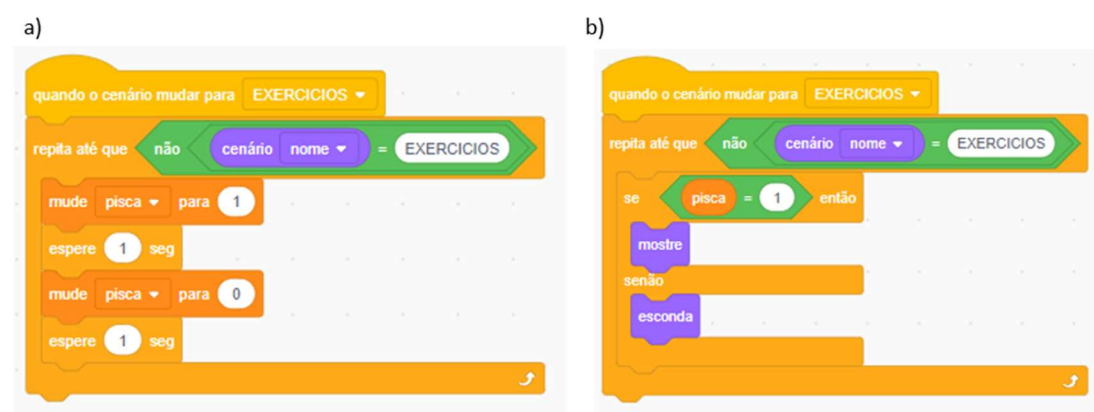 a)
quando o cenário mudar para EXERCICIOS
repita até que não cenário nome = EXERCICIOS
mude pisca para 1
espere 1 seg
mude pisca para 0
espere 1 seg
b)
quando o cenário mudar para EXERCICIOS
repita até que não cenário nome = EXERCICIOS
se pisca = 1 então
mostre
senão
esconda